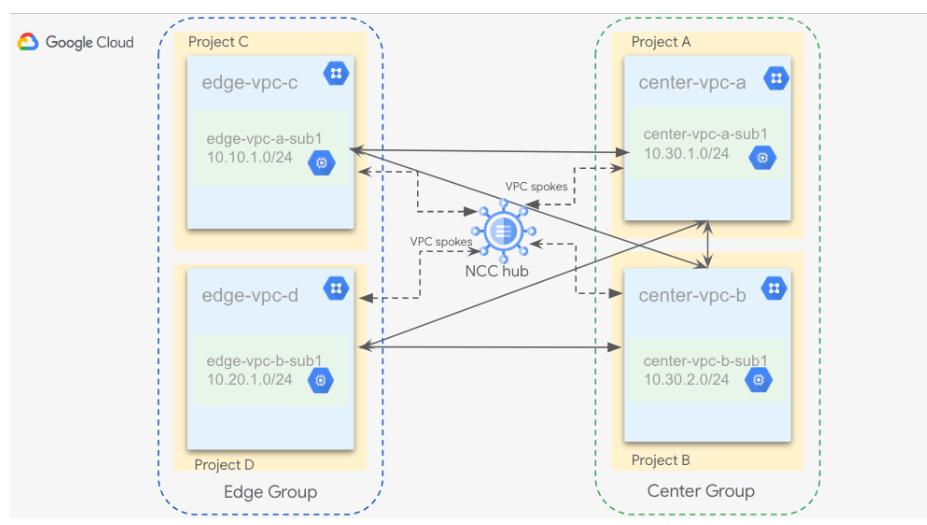 Google Cloud
Project C
edge-vpc-c
edge-vpc-a-sub1
10.10.1.0/24
Project A
center-vpc-a
center-vpc-a-sub1
10.30.1.0/24
VPC spokes
VPC spokes
NCC hub
edge-vpc-d
edge-vpc-b-sub1
10.20.1.0/24
Project D
Edge Group
center-vpc-b
center-vpc-b-sub1
10.30.2.0/24
Project B
Center Group